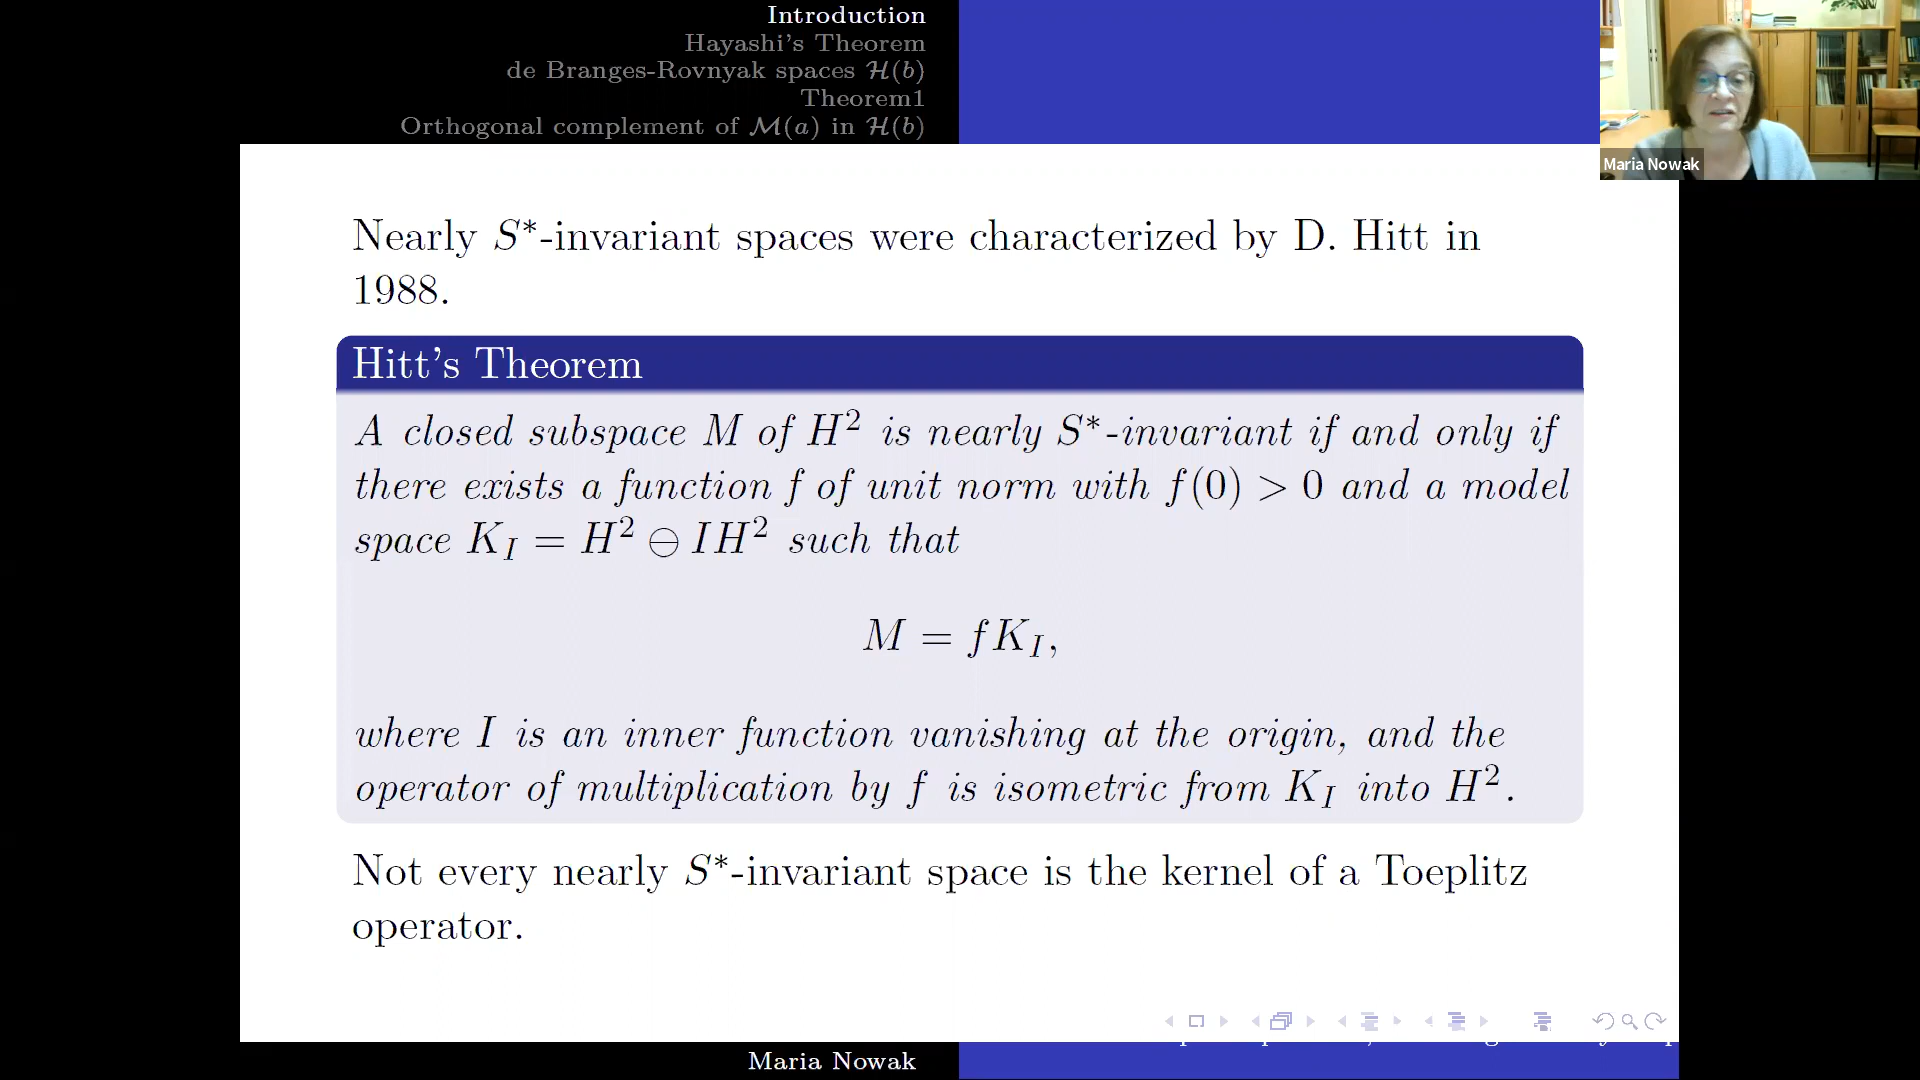 Introduction
Hayashi's Theorem
de Branges-Rovnyak spaces ℋ(b)
Theorem1
Orthogonal complement of ℳ(a) in ℋ(b)
Maria Nowak
Nearly S*-invariant spaces were characterized by D. Hitt in
1988.
Hitt's Theorem
A closed subspace M of H² is nearly S*-invariant if and only if
there exists a function f of unit norm with f(0) > 0 and a model
space K_I = H² ⊖ IH² such that
M = fK_I,
where I is an inner function vanishing at the origin, and the
operator of multiplication by f is isometric from K_I into H².
Not every nearly S*-invariant space is the kernel of a Toeplitz
operator.
Maria Nowak